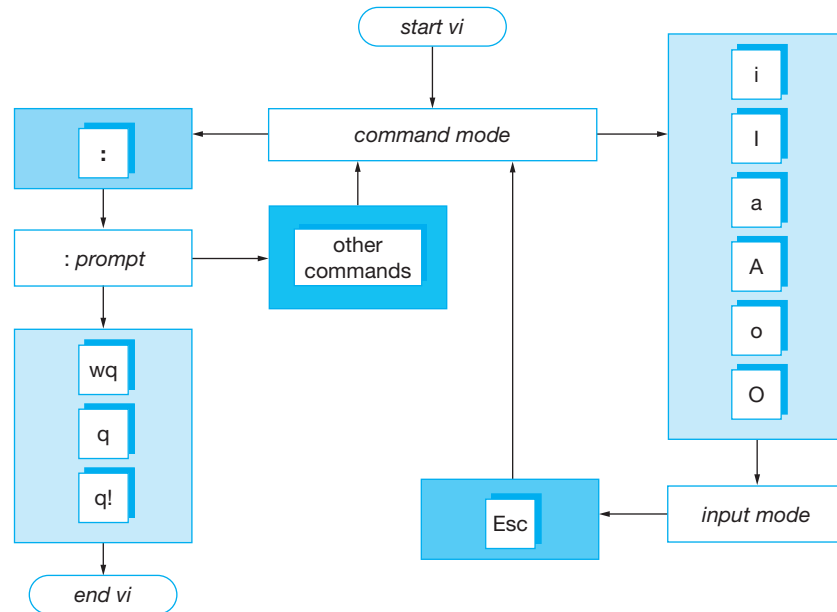 start vi
command mode
:
: prompt
other
commands
wq
q
q!
end vi
i
I
a
A
o
O
input mode
Esc